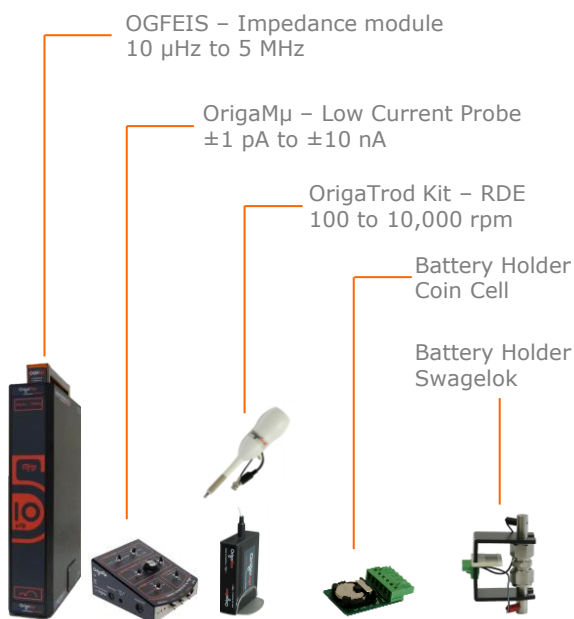 OGFEIS – Impedance module
10 µHz to 5 MHz
OrigaMµ – Low Current Probe
±1 pA to ±10 nA
OrigaTrod Kit – RDE
100 to 10,000 rpm
Battery Holder
Coin Cell
Battery Holder
Swagelok